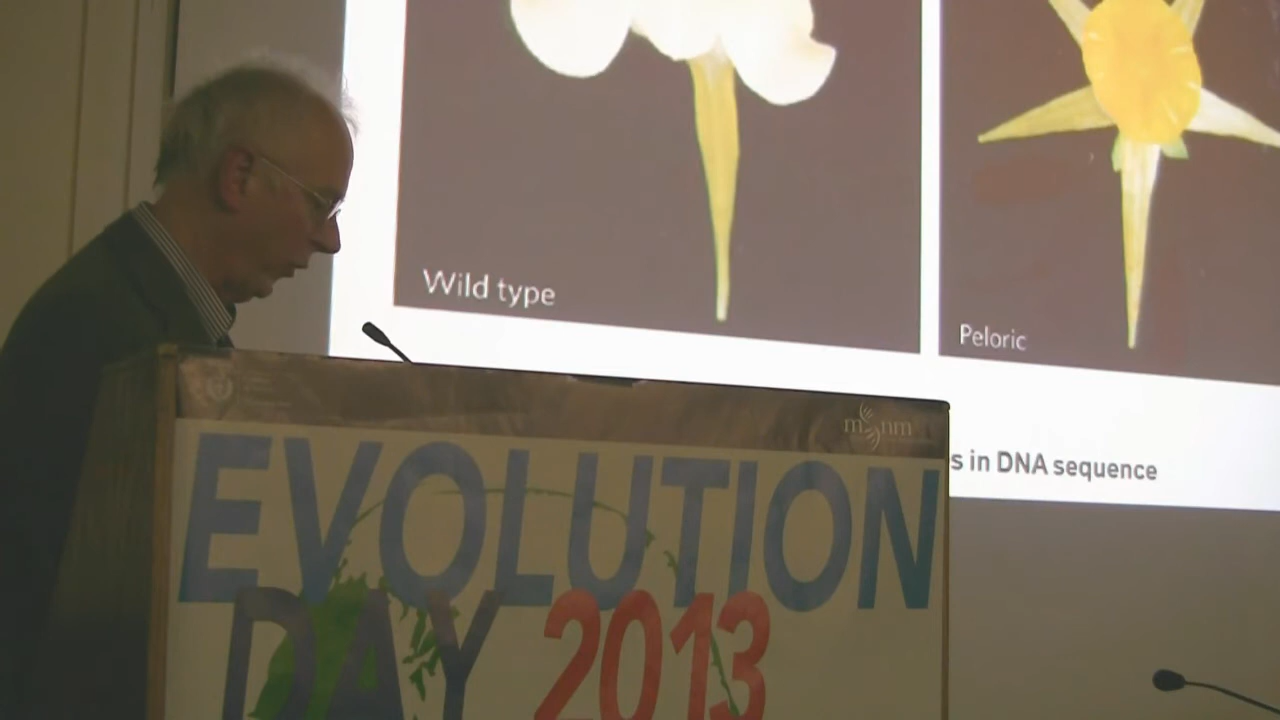 Wild type
Peloric
s in DNA sequence
EVOLUTION
DAY 2013